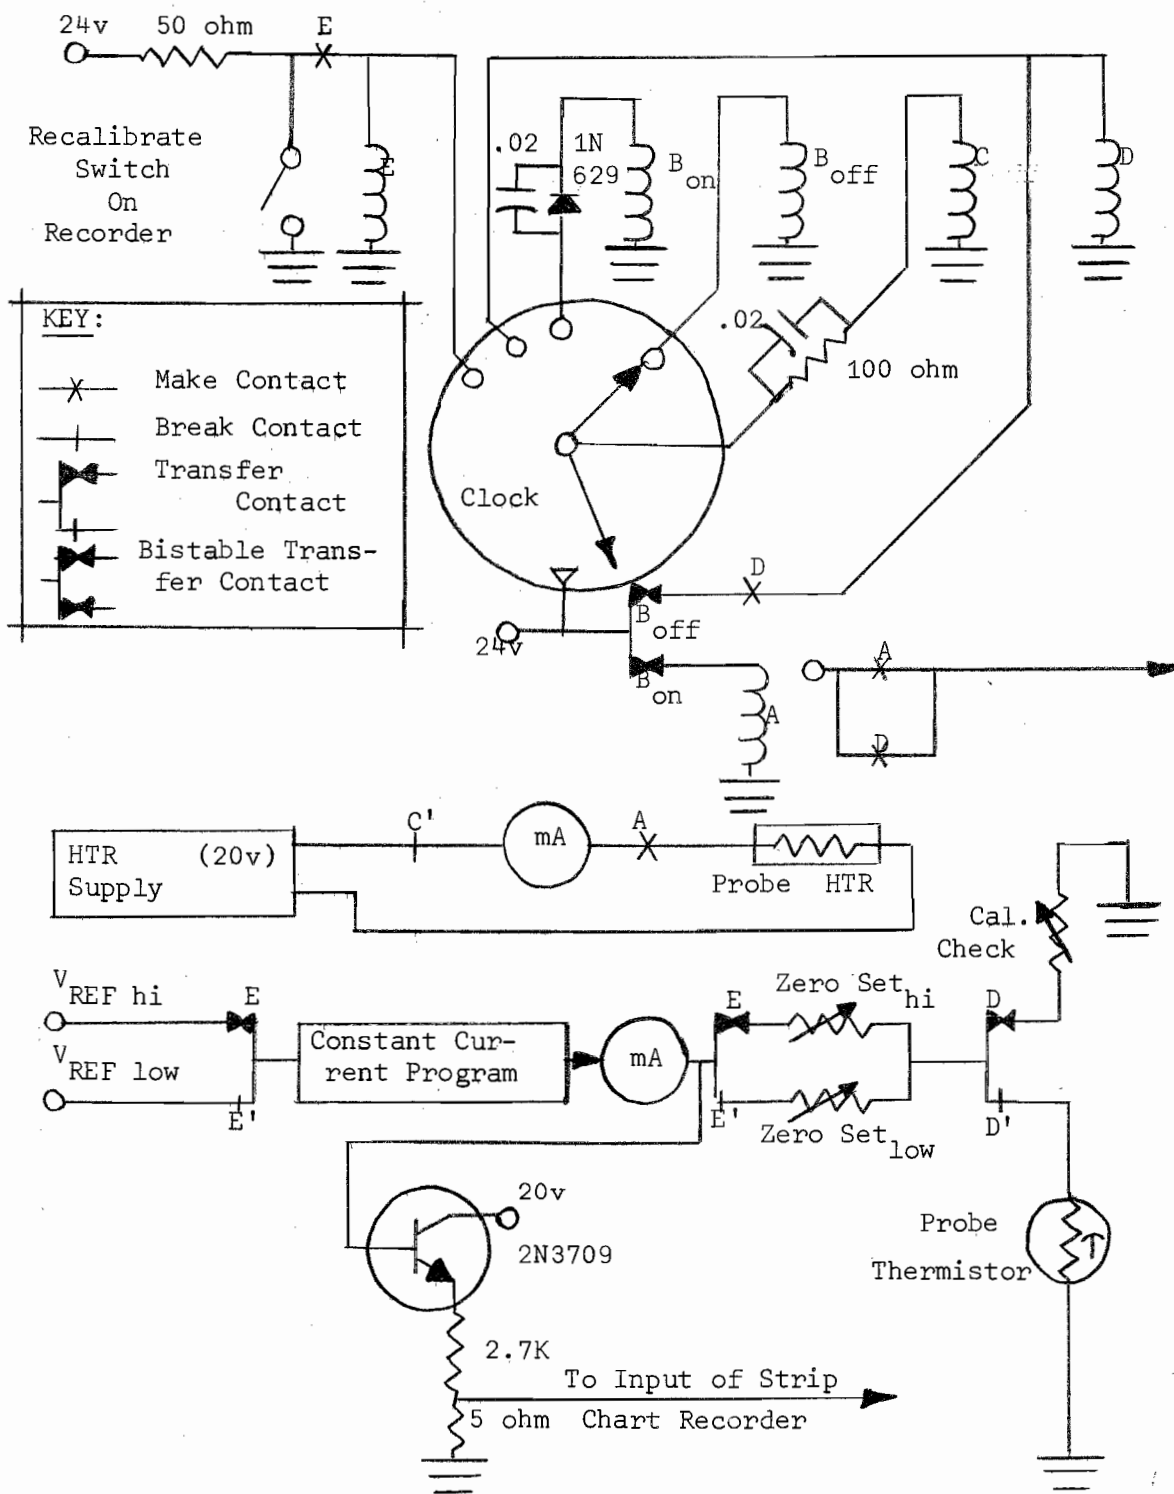 24v 50 ohm E
Recalibrate
Switch
On
Recorder
E
.02
1N
629
B on
B off
C
D
KEY:
Make Contact
Break Contact
Transfer
Contact
Bistable Trans-
fer Contact
.02
100 ohm
Clock
D
B off
24v
B on
A
A
D
HTR (20v)
Supply
C'
mA
A
Probe HTR
Cal.
Check
V REF hi
E
V REF low
E'
Constant Cur-
rent Program
mA
E
Zero Set hi
E'
Zero Set low
D
D'
20v
2N3709
Probe
Thermistor
2.7K
To Input of Strip
5 ohm Chart Recorder